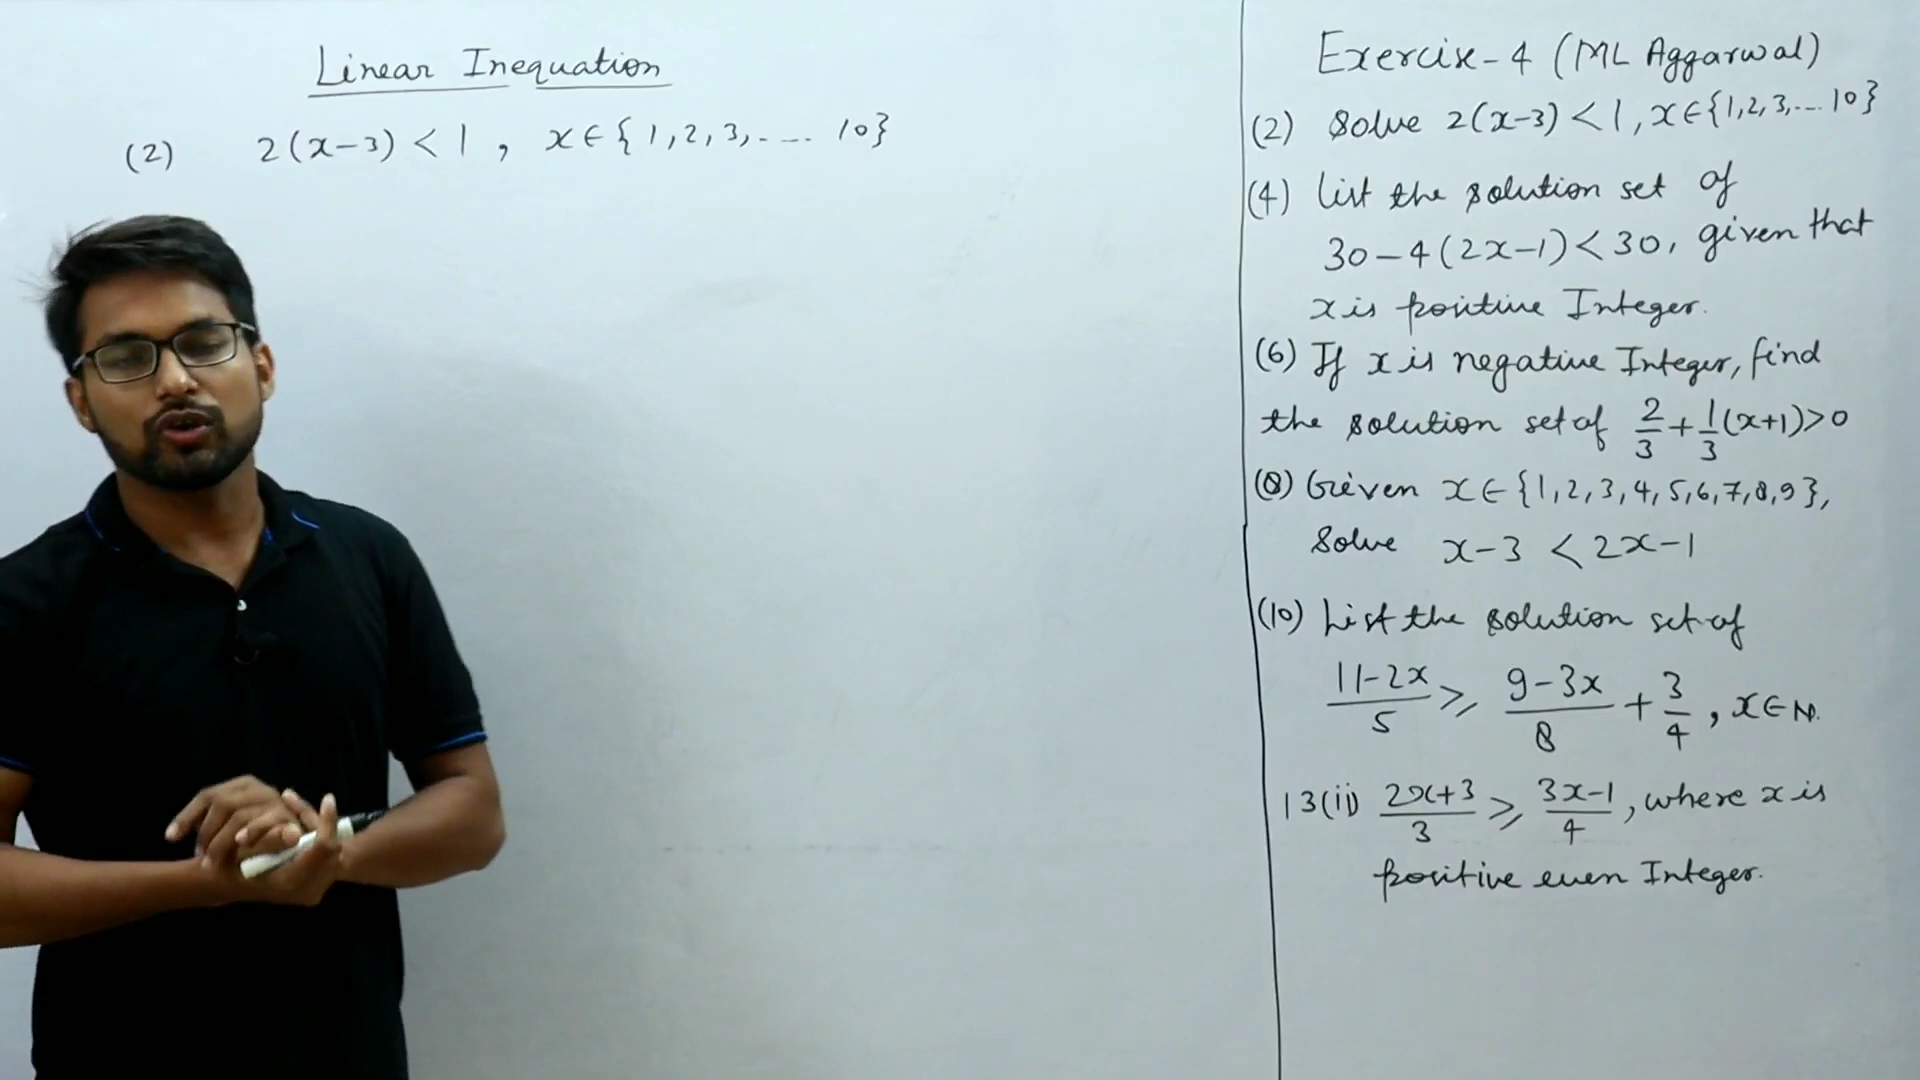 Linear Inequation
(2) 2(x-3) < 1, x ∈ {1,2,3,.... 10}
Exercise-4 (ML Aggarwal)
(2) Solve 2(x-3) < 1, x ∈ {1,2,3,.... 10}
(4) List the solution set of
30-4(2x-1) < 30, given that
x is positive Integer.
(6) If x is negative Integer, find
the solution set of 2/3 + 1/3(x+1) > 0
(8) Given x ∈ {1,2,3,4,5,6,7,8,9},
Solve x-3 < 2x-1
(10) List the solution set of
(11-2x)/5 ⩾ (9-3x)/8 + 3/4, x ∈ N.
13(ii) (2x+3)/3 ⩾ (3x-1)/4, where x is
positive even Integer.